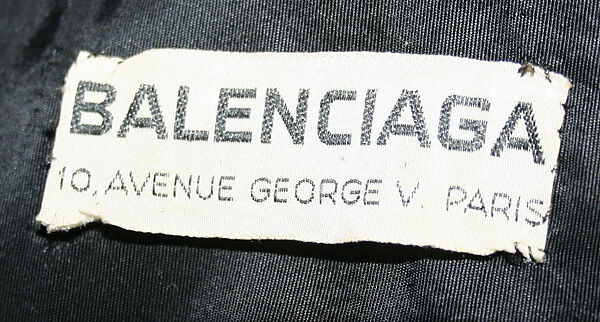 BALENCIAGA
10, AVENUE GEORGE V, PARIS